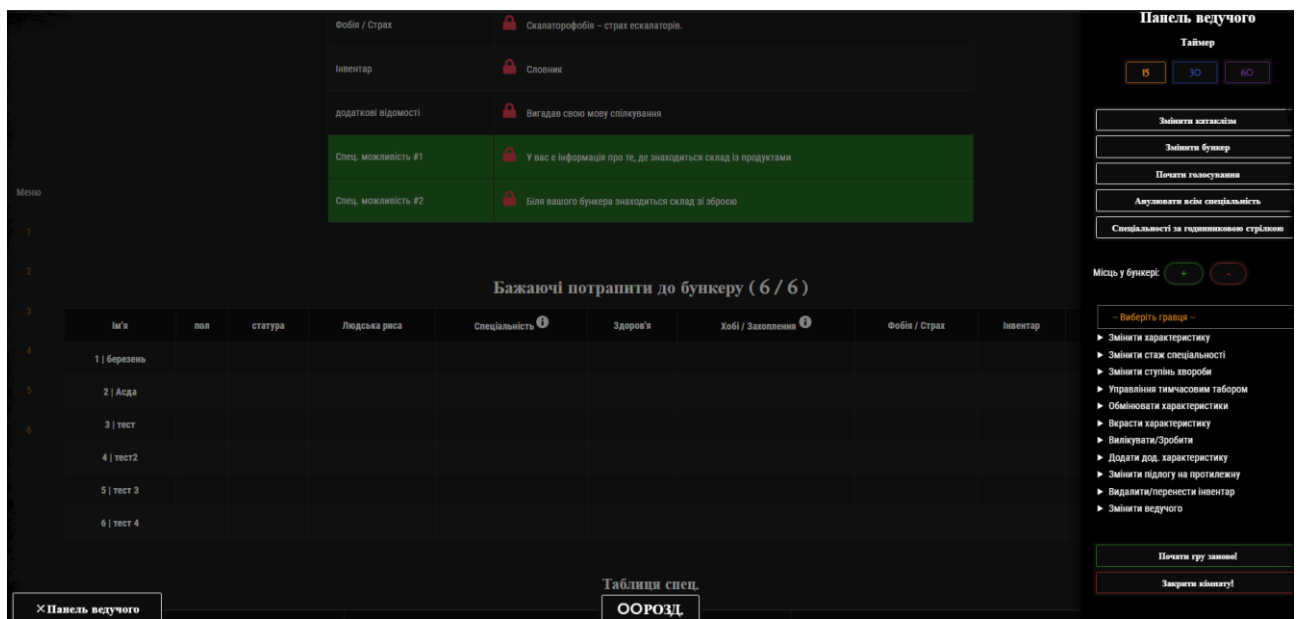 Фобія / Страх
Скалаторофобія – страх ескалаторів.
Інвентар
Словник
додаткові відомості
Вигадав свою мову спілкування
Спец. можливість #1
У вас є інформація про те, де знаходиться склад із продуктами
Спец. можливість #2
Біля вашого бункера знаходиться склад зі зброєю
Меню
1
2
3
4
5
6
Бажаючі потрапити до бункеру ( 6 / 6 )
Ім'я пол статура Людська риса Спеціальність Здоров'я Хобі / Захоплення Фобія / Страх Інвентар
1 | березень
2 | Асда
3 | тест
4 | тест2
5 | тест 3
6 | тест 4
Таблиця спец.
×Панель ведучого
РОЗД.
Панель ведучого
Таймер
15 30 60
Змінити катаклізм
Змінити бункер
Почати голосування
Анулювати всім спеціальність
Спеціальності за годинниковою стрілкою
Місць у бункері: + -
-- Виберіть гравця --
► Змінити характеристику
► Змінити стаж спеціальності
► Змінити ступінь хвороби
► Управління тимчасовим табором
► Обмінювати характеристики
► Вкрасти характеристику
► Вилікувати/Зробити
► Додати дод. характеристику
► Змінити підлогу на протилежну
► Видалити/перенести інвентар
► Змінити ведучого
Почати гру заново!
Закрити кімнату!